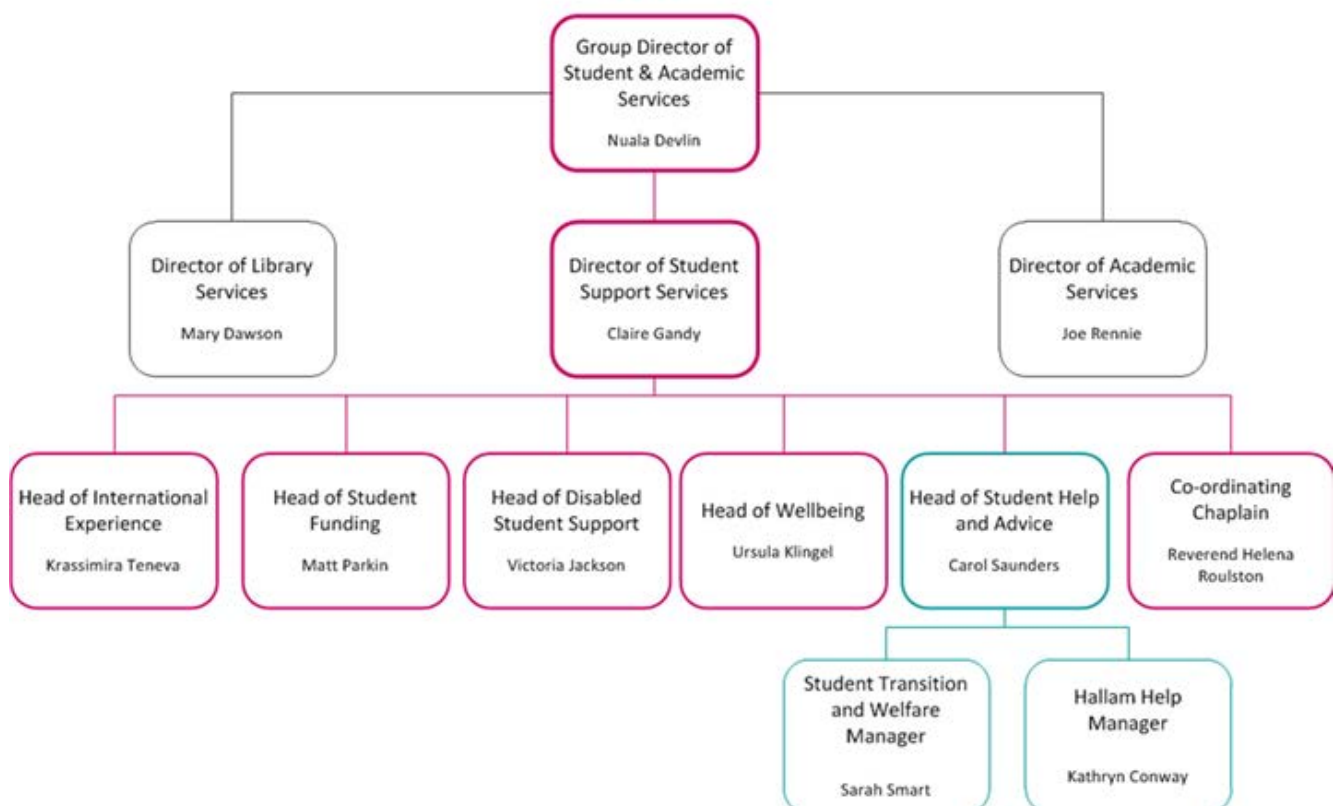 Group Director of
Student & Academic
Services
Nuala Devlin
Director of Library
Services
Mary Dawson
Director of Student
Support Services
Claire Gandy
Director of Academic
Services
Joe Rennie
Head of International
Experience
Krassimira Teneva
Head of Student
Funding
Matt Parkin
Head of Disabled
Student Support
Victoria Jackson
Head of Wellbeing
Ursula Klingel
Head of Student Help
and Advice
Carol Saunders
Co-ordinating
Chaplain
Reverend Helena
Roulston
Student Transition
and Welfare
Manager
Sarah Smart
Hallam Help
Manager
Kathryn Conway